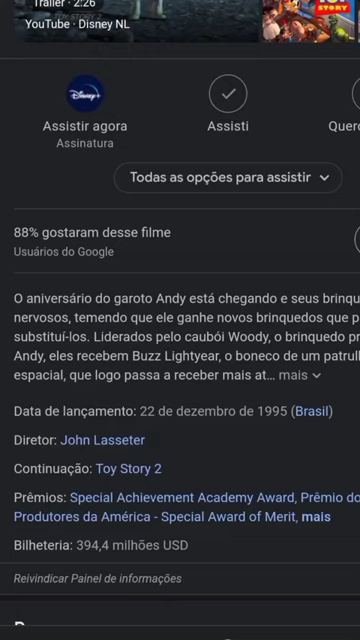 Trailer · 2:26
YouTube · Disney NL
STORY
Disney+
Assistir agora
Assinatura
Assisti
Quero
Todas as opções para assistir
88% gostaram desse filme
Usuários do Google
O aniversário do garoto Andy está chegando e seus brinqu
nervosos, temendo que ele ganhe novos brinquedos que p
substituí-los. Liderados pelo caubói Woody, o brinquedo pr
Andy, eles recebem Buzz Lightyear, o boneco de um patrul
espacial, que logo passa a receber mais at… mais
Data de lançamento: 22 de dezembro de 1995 (Brasil)
Diretor: John Lasseter
Continuação: Toy Story 2
Prêmios: Special Achievement Academy Award, Prêmio do
Produtores da América - Special Award of Merit, mais
Bilheteria: 394,4 milhões USD
Reivindicar Painel de informações